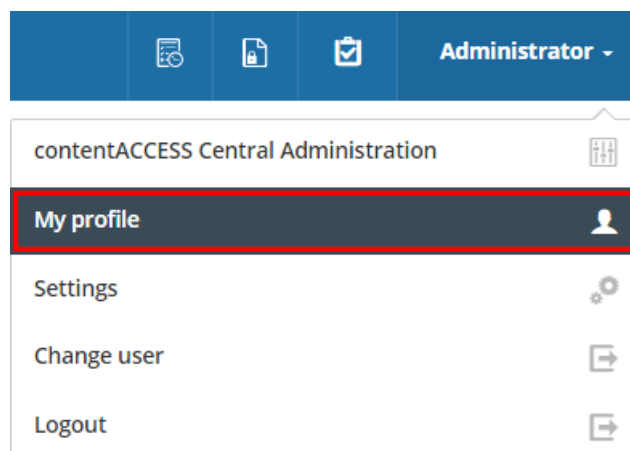 Administrator
contentACCESS Central Administration
My profile
Settings
Change user
Logout